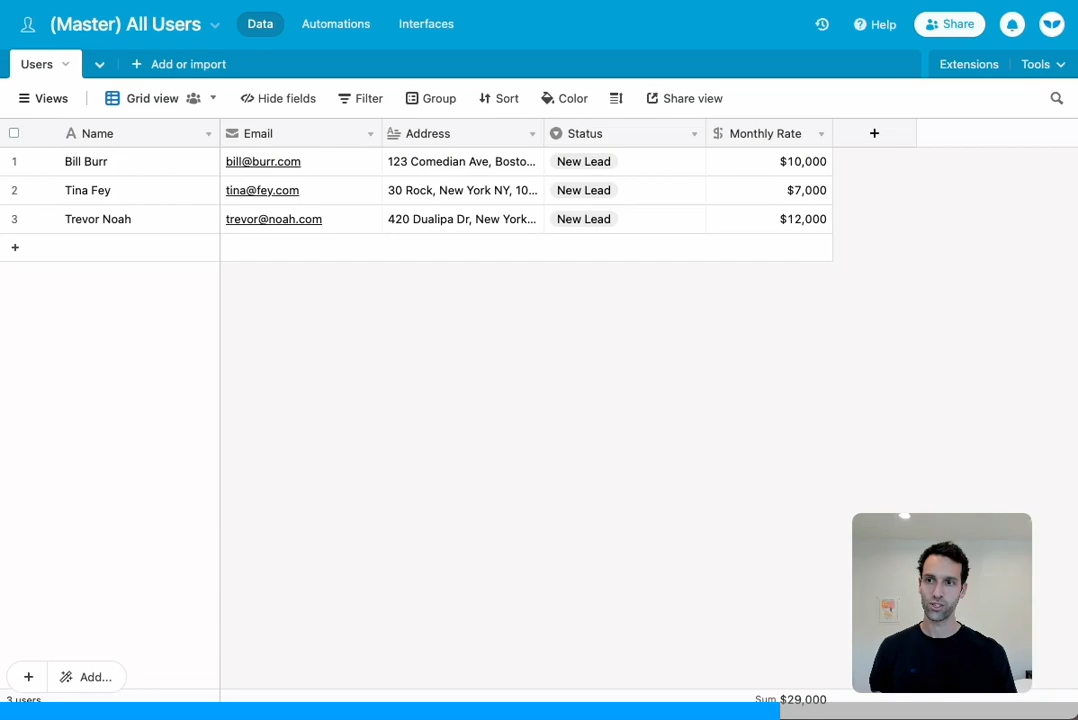 (Master) All Users
Data
Automations
Interfaces
Help
Share
Users
Add or import
Extensions
Tools
Views
Grid view
Hide fields
Filter
Group
Sort
Color
Share view
Name
Email
Address
Status
Monthly Rate
1 Bill Burr bill@burr.com 123 Comedian Ave, Bosto... New Lead $10,000
2 Tina Fey tina@fey.com 30 Rock, New York NY, 10... New Lead $7,000
3 Trevor Noah trevor@noah.com 420 Dualipa Dr, New York... New Lead $12,000
Add...
3 users
Sum $29,000